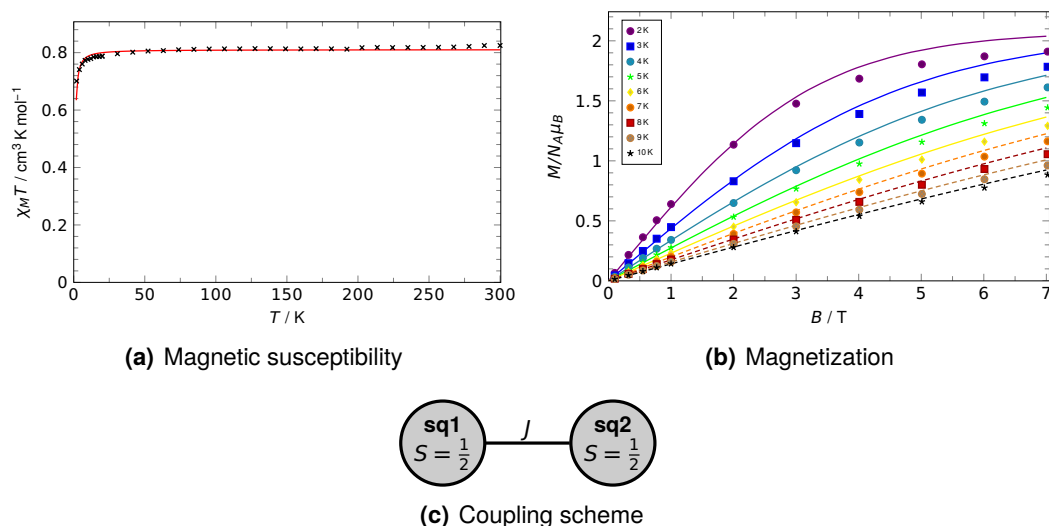 χ_M T / cm³ K mol⁻¹
0.8
0.6
0.4
0.2
0
0 50 100 150 200 250 300
T / K
(a) Magnetic susceptibility
M/N_Aμ_B
2
1.5
1
0.5
0
2 K
3 K
4 K
5 K
6 K
7 K
8 K
9 K
10 K
0 1 2 3 4 5 6 7
B / T
(b) Magnetization
sq1 J sq2
S = 1/2 S = 1/2
(c) Coupling scheme